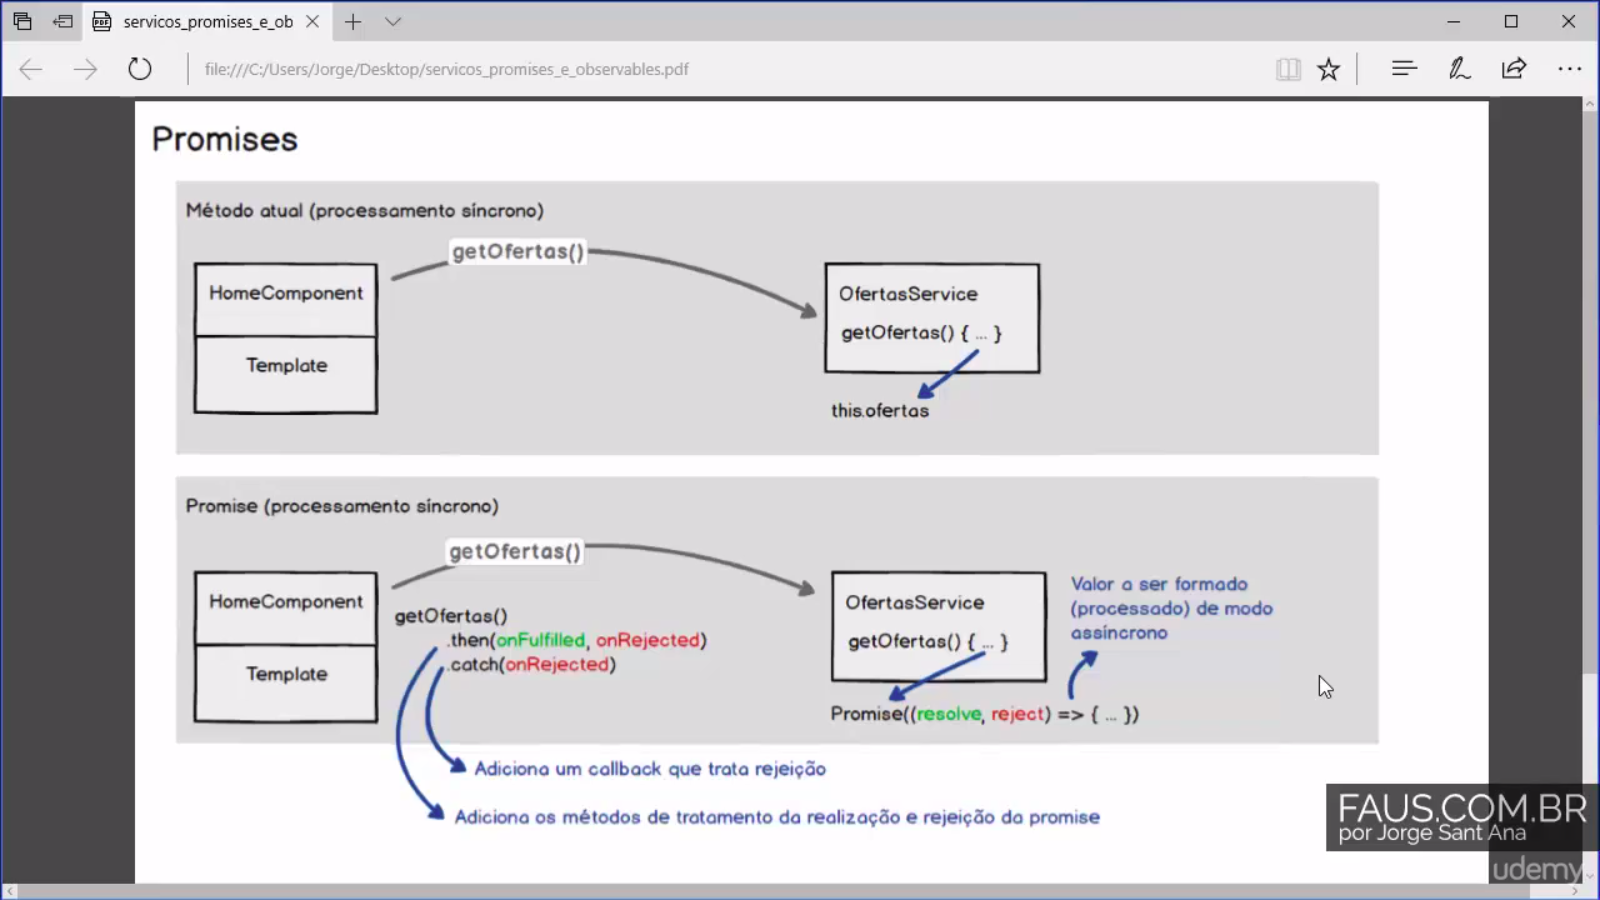 servicos_promises_e_ob
file:///C:/Users/Jorge/Desktop/servicos_promises_e_observables.pdf
Promises
Método atual (processamento síncrono)
getOfertas()
HomeComponent
Template
OfertasService
getOfertas() { ... }
this.ofertas
Promise (processamento síncrono)
getOfertas()
HomeComponent
Template
getOfertas()
.then(onFulfilled, onRejected)
.catch(onRejected)
OfertasService
getOfertas() { ... }
Promise((resolve, reject) => { ... })
Valor a ser formado
(processado) de modo
assíncrono
Adiciona um callback que trata rejeição
Adiciona os métodos de tratamento da realização e rejeição da promise
FAUS.COM.BR
por Jorge Sant Ana
udemy